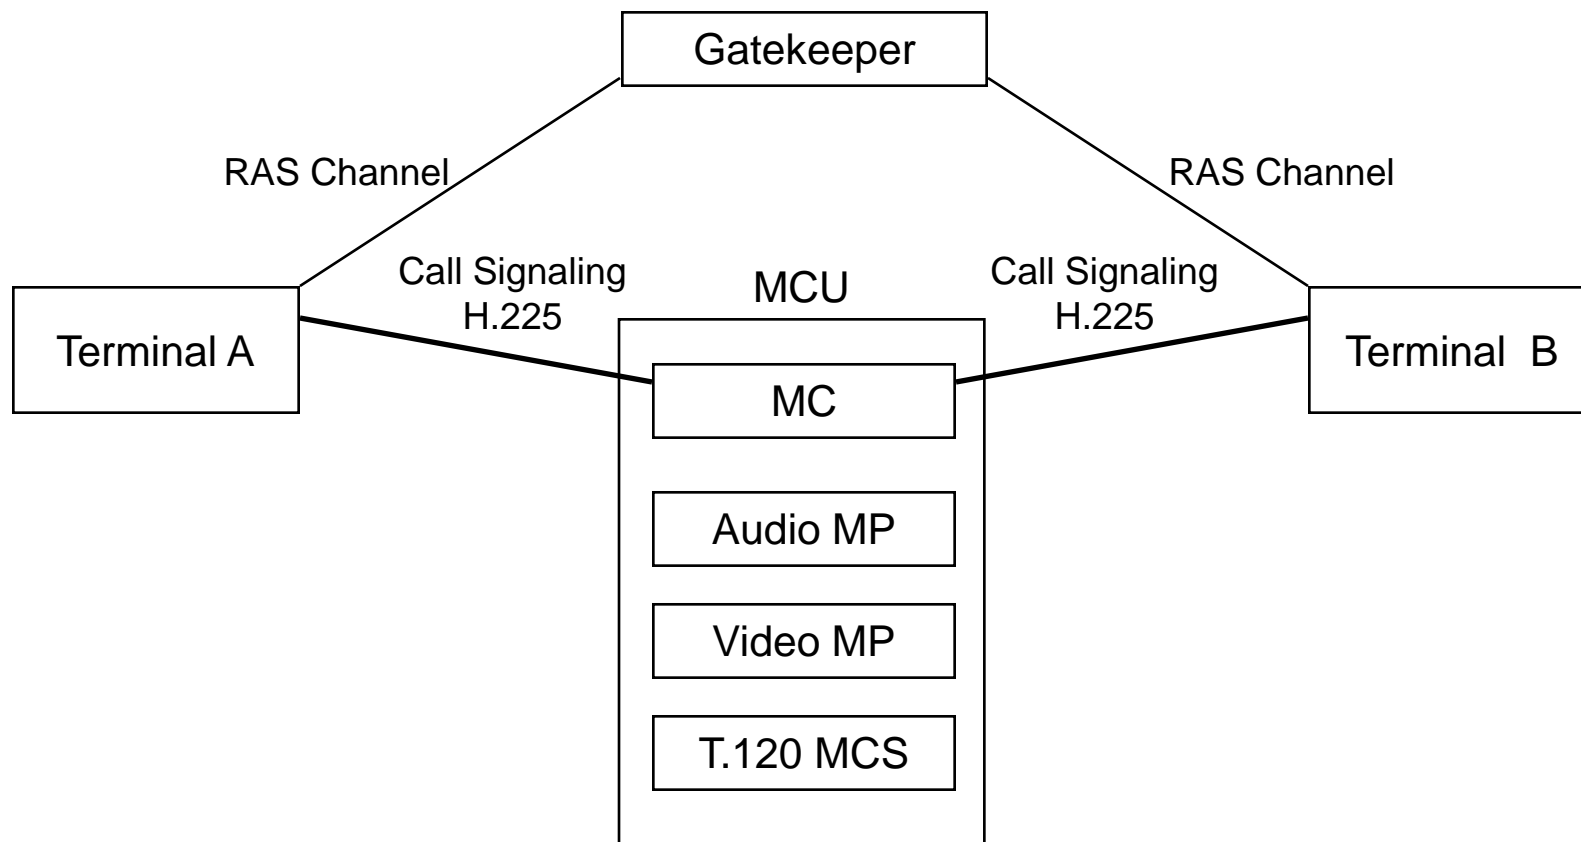 Gatekeeper
RAS Channel
RAS Channel
Call Signaling
H.225
MCU
Call Signaling
H.225
Terminal A
MC
Terminal B
Audio MP
Video MP
T.120 MCS